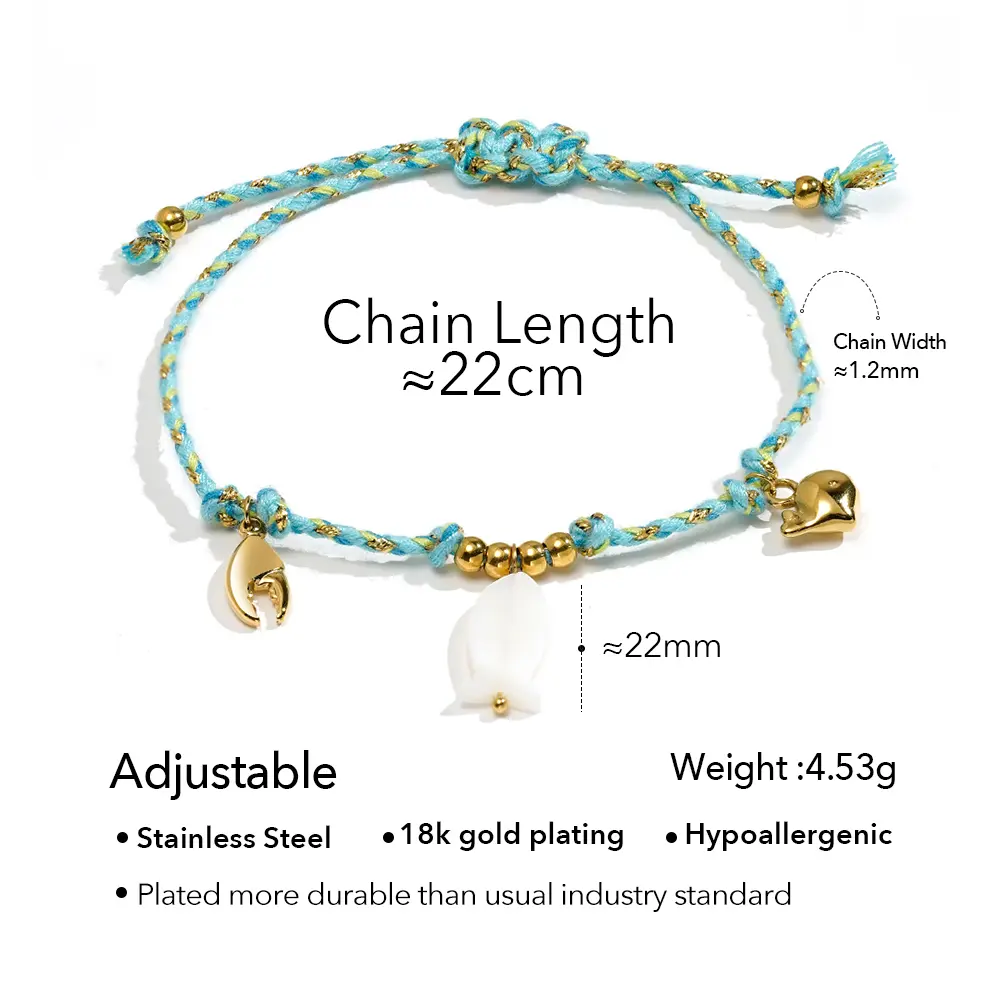 Chain Length
≈22cm
Chain Width
≈1.2mm
≈22mm
Adjustable
Weight :4.53g
• Stainless Steel
• 18k gold plating
• Hypoallergenic
• Plated more durable than usual industry standard